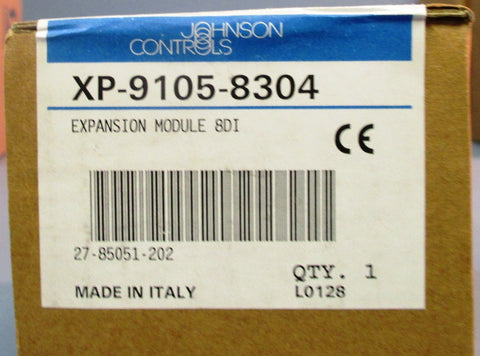 JOHNSON
CONTROLS
XP-9105-8304
EXPANSION MODULE 8DI
CE
27-85051-202
QTY. 1
MADE IN ITALY L0128